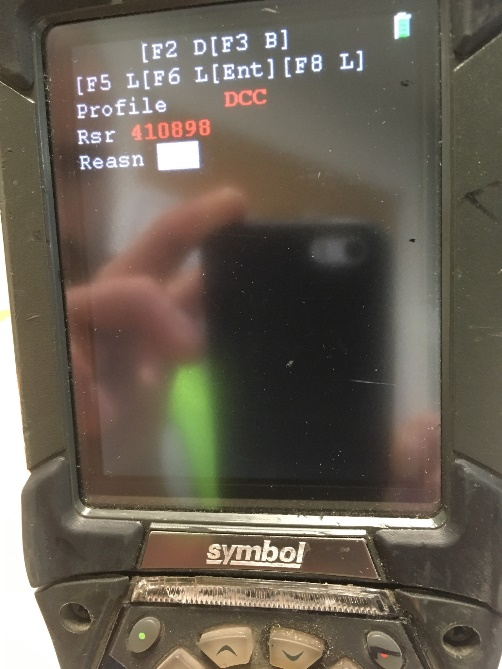 [F2 D[F3 B]
[F5 L[F6 L[Ent][F8 L]
Profile DCC
Rsr 410898
Reasn
symbol